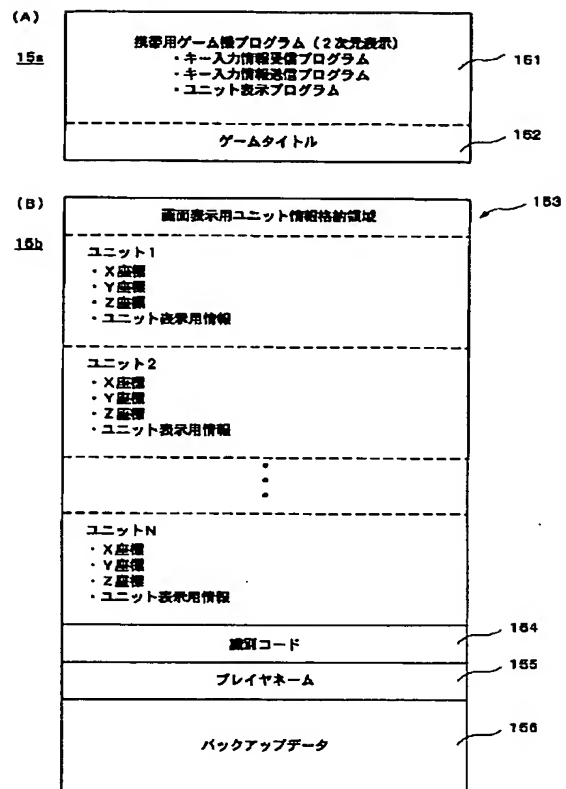 (A)
15a
携帯用ゲーム機プログラム(2次元表示)
・キー入力情報受信プログラム
・キー入力情報送信プログラム
・ユニット表示プログラム
151
ゲームタイトル
152
(B)
15b
画面表示用ユニット情報格納領域
153
ユニット1
・X座標
・Y座標
・Z座標
・ユニット表示用情報
ユニット2
・X座標
・Y座標
・Z座標
・ユニット表示用情報
ユニットN
・X座標
・Y座標
・Z座標
・ユニット表示用情報
識別コード
154
プレイヤネーム
155
バックアップデータ
156